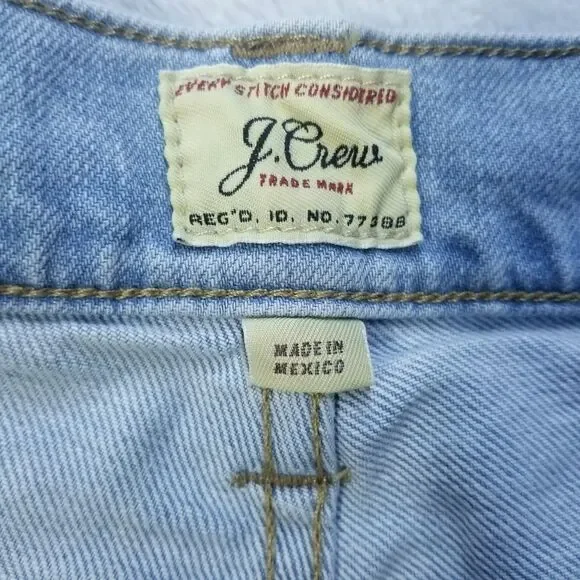 EVERY STITCH CONSIDERED
J.Crew
TRADE MARK
REG'D. ID. NO. 77388
MADE IN
MEXICO